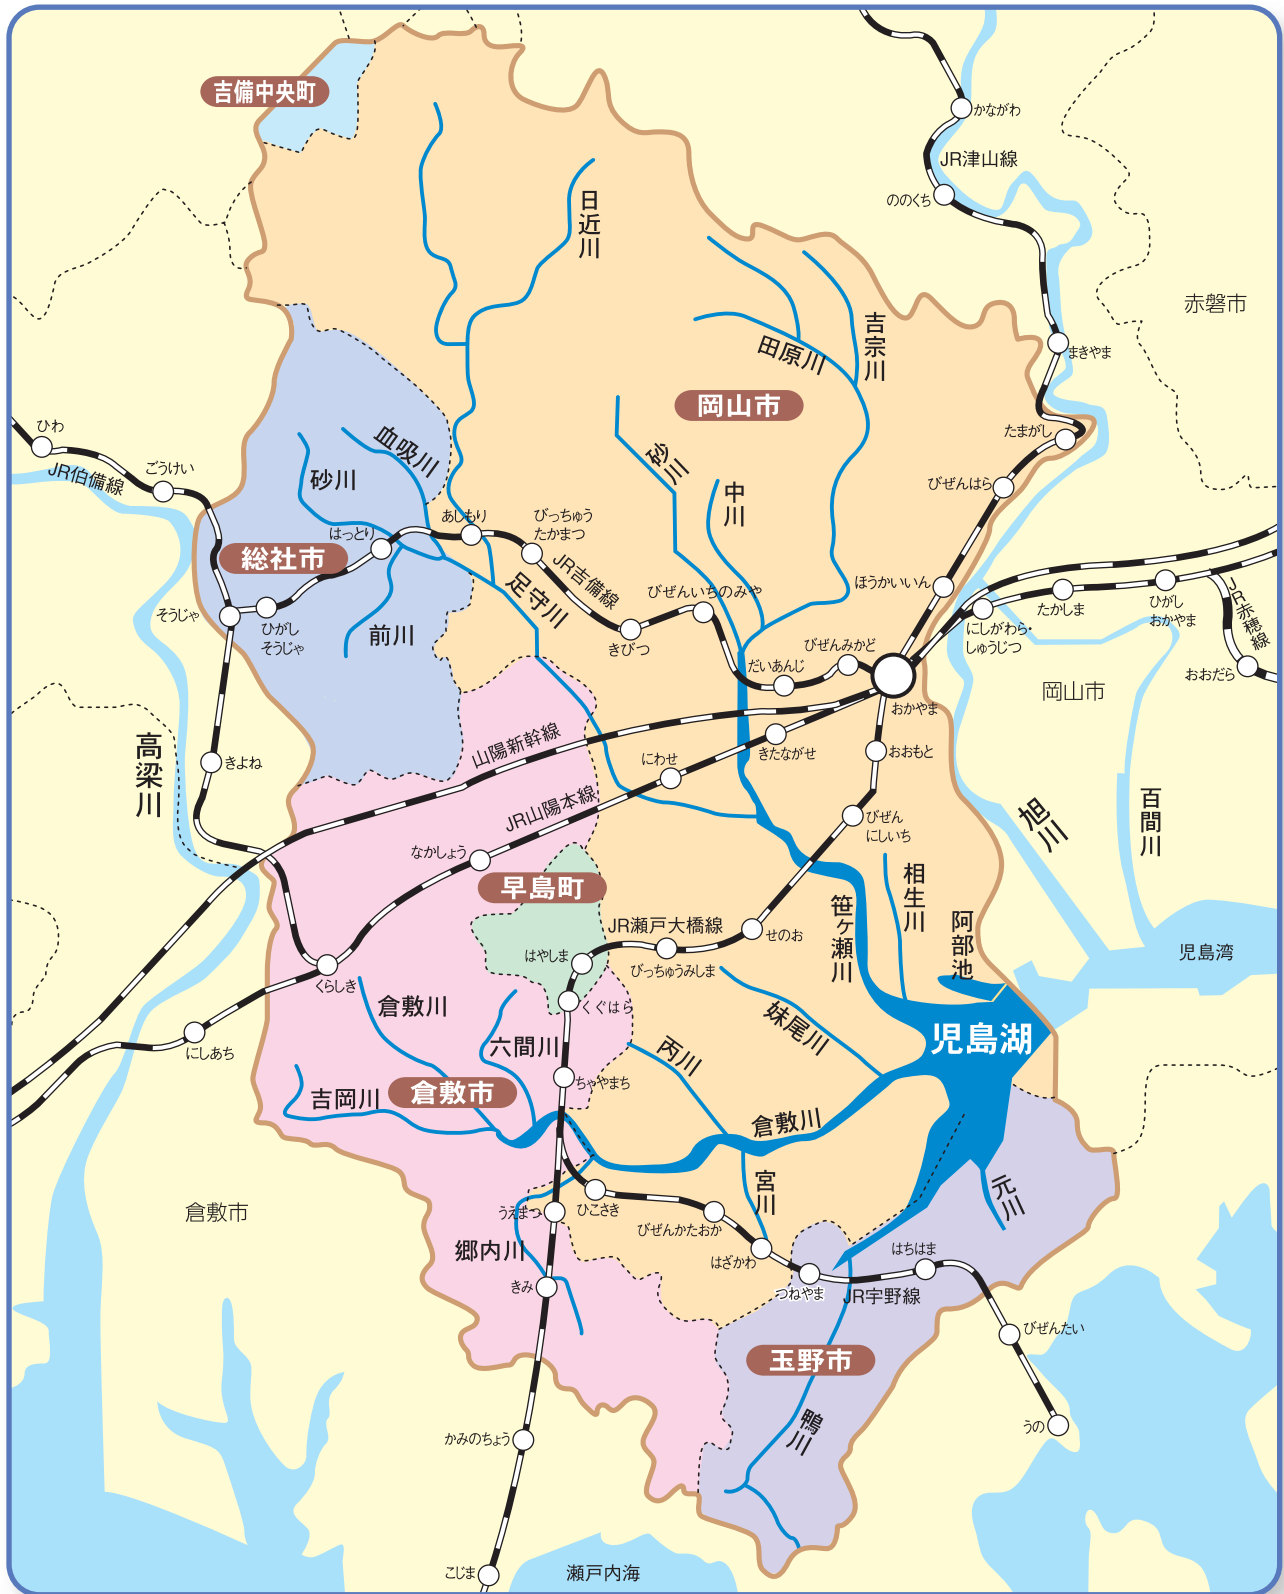 吉備中央町
かながわ
JR津山線
ののくち
日近川
赤磐市
吉宗川
田原川
まきやま
岡山市
ひわ
たまがし
血吸川
JR伯備線
ごうけい
砂川
砂川
中川
びぜんはら
はっとり
あしもり
びっちゅう
たかまつ
総社市
JR吉備線
足守川
びぜんいちのみや
ほうかいいん
そうじゃ
ひがし
そうじゃ
前川
きびつ
びぜんみかど
にしがわら・
しゅうじつ
たかしま
ひがし
おかやま
JR赤穂線
だいあんじ
おおだら
岡山市
おかやま
高梁川
きよね
山陽新幹線
にわせ
きたながせ
おおもと
JR山陽本線
びぜん
にしいち
旭川
百間川
なかしょう
早島町
相生川
笹ヶ瀬川
阿部池
JR瀬戸大橋線
せのお
はやしま
びっちゅうみしま
児島湾
くらしき
倉敷川
くぐはら
妹尾川
児島湖
にしあち
六間川
丙川
ちゃやまち
吉岡川
倉敷市
倉敷川
宮川
元川
倉敷市
うえまつ
ひこさき
びぜんかたおか
郷内川
はざかわ
はちはま
きみ
つねやま
JR宇野線
びぜんたい
玉野市
鴨川
うの
かみのちょう
こじま
瀬戸内海